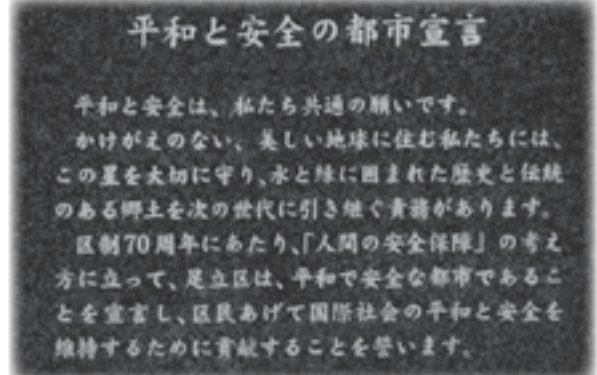 平和と安全の都市宣言
平和と安全は、私たち共通の願いです。
かけがえのない、美しい地球に住む私たちには、
この星を大切に守り、水と緑に囲まれた歴史と伝統
のある郷土を次の世代に引き継ぐ責務があります。
区制70周年にあたり、「人間の安全保障」の考え
方に立って、足立区は、平和で安全な都市であるこ
とを宣言し、区民あげて国際社会の平和と安全を
維持するために貢献することを誓います。